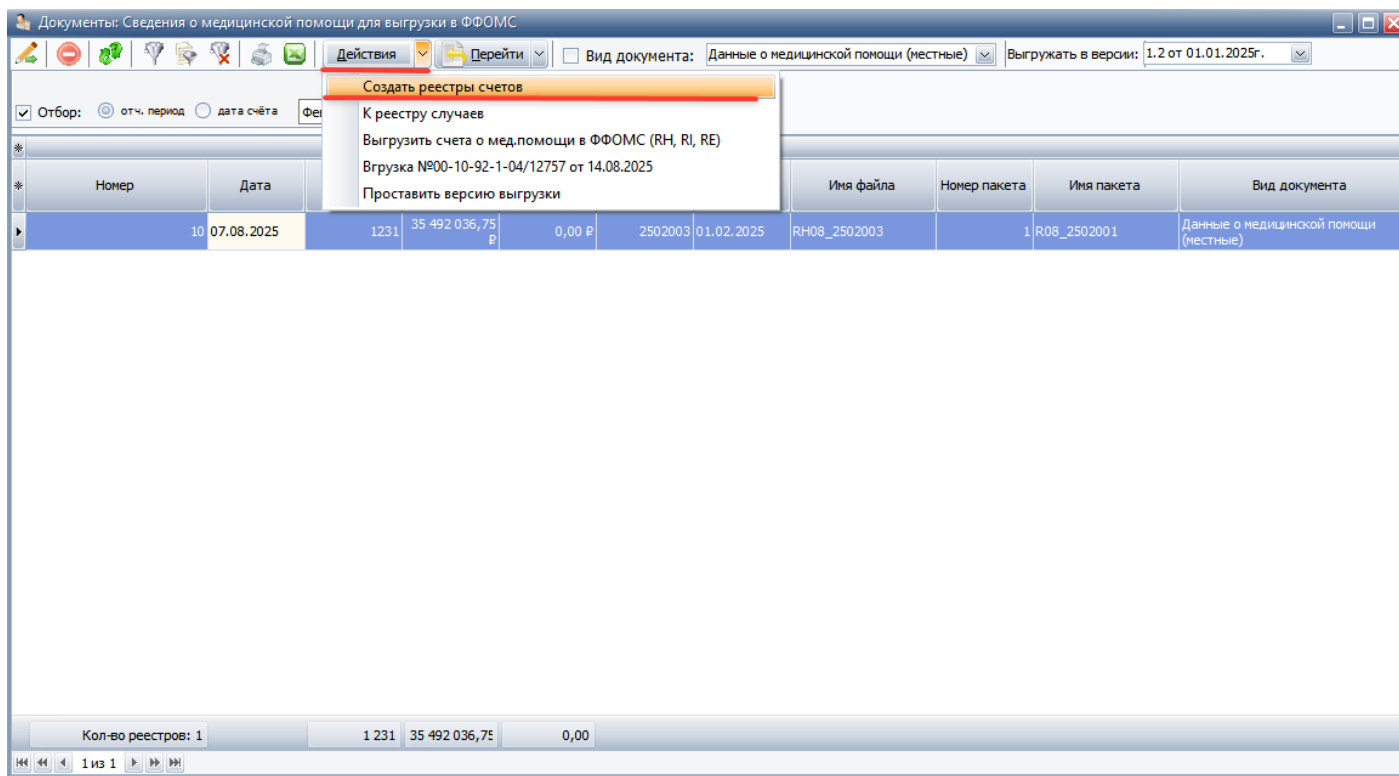 Документы: Сведения о медицинской помощи для выгрузки в ФФОМС
Действия Перейти Вид документа: Данные о медицинской помощи (местные) Выгружать в версии: 1.2 от 01.01.2025г.
Создать реестры счетов
Отбор: отч. период дата счёта
К реестру случаев
Выгрузить счета о мед.помощи в ФФОМС (RH, RI, RE)
Вгрузка №00-10-92-1-04/12757 от 14.08.2025
Проставить версию выгрузки
Номер Дата Имя файла Номер пакета Имя пакета Вид документа
10 07.08.2025 1231 35 492 036,75 ₽ 0,00 ₽ 2502003 01.02.2025 RH08_2502003 1 R08_2502001 Данные о медицинской помощи
(местные)
Кол-во реестров: 1 1 231 35 492 036,75 0,00
1 из 1